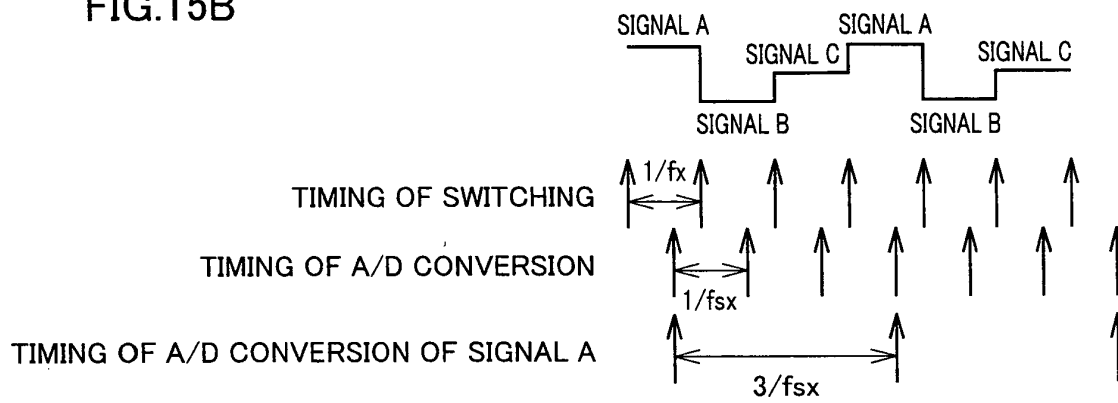 FIG.15B
SIGNAL A
SIGNAL A
SIGNAL C
SIGNAL C
SIGNAL B
SIGNAL B
TIMING OF SWITCHING
1/fx
TIMING OF A/D CONVERSION
1/fsx
TIMING OF A/D CONVERSION OF SIGNAL A
3/fsx